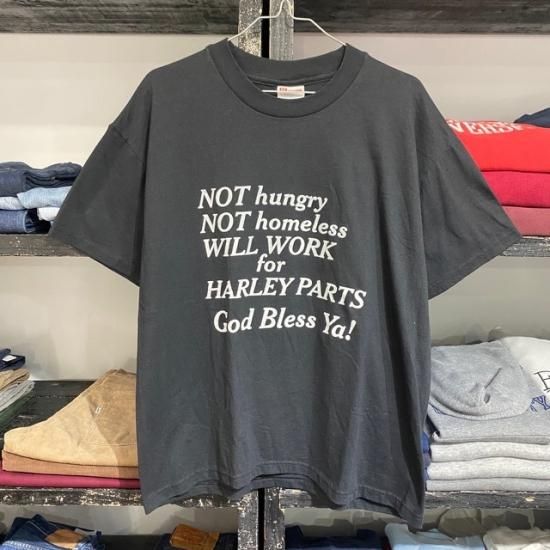 NOT hungry
NOT homeless
WILL WORK
for
HARLEY PARTS
God Bless Ya!